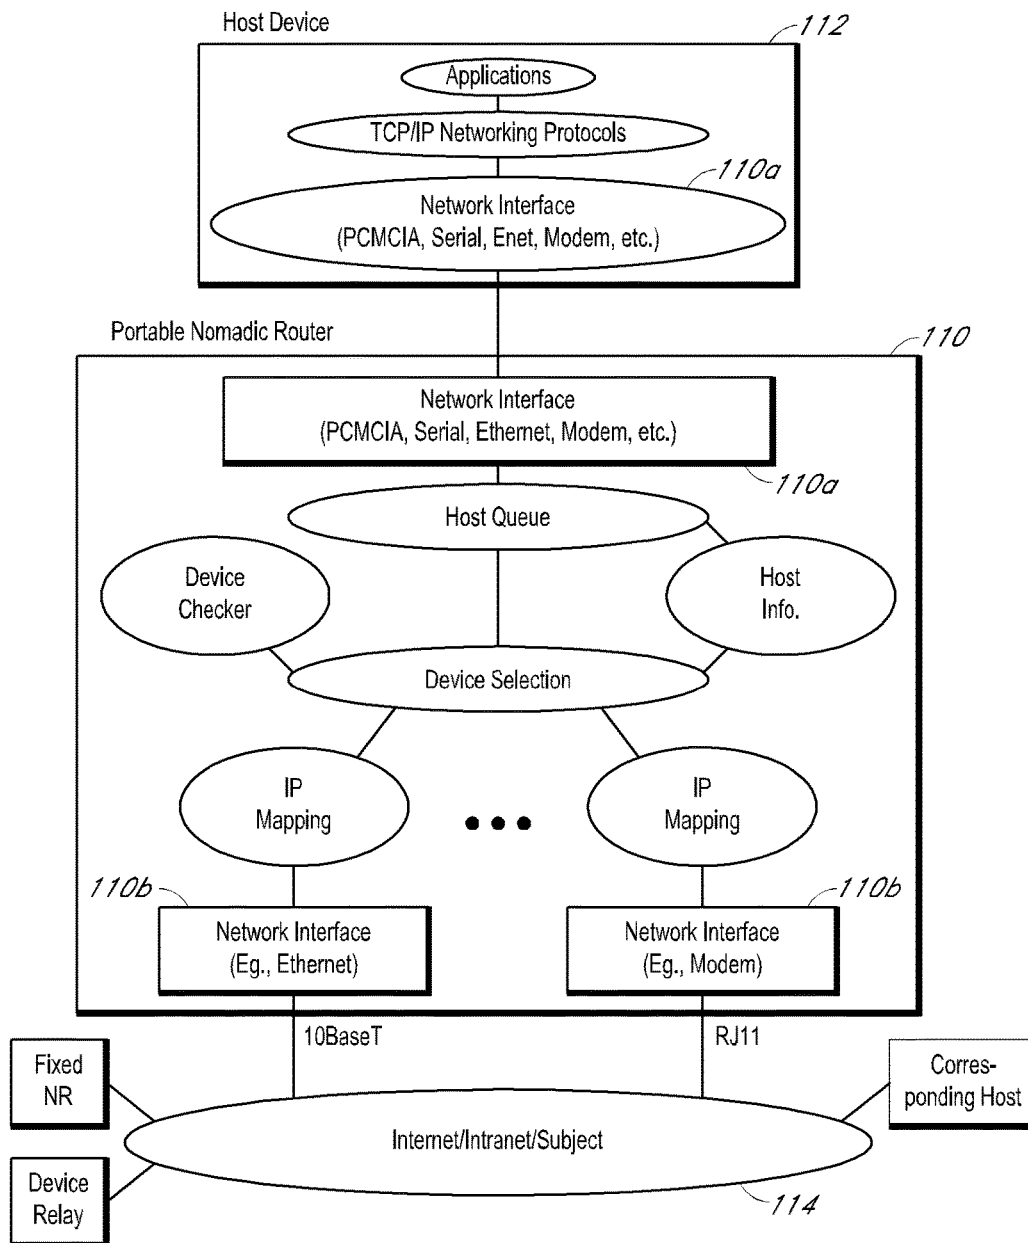 Host Device
112
Applications
TCP/IP Networking Protocols
110a
Network Interface
(PCMCIA, Serial, Enet, Modem, etc.)
Portable Nomadic Router
110
Network Interface
(PCMCIA, Serial, Ethernet, Modem, etc.)
110a
Host Queue
Device
Checker
Host
Info.
Device Selection
IP
Mapping
IP
Mapping
110b
110b
Network Interface
(Eg., Ethernet)
Network Interface
(Eg., Modem)
10BaseT
RJ11
Fixed
NR
Corres-
ponding Host
Internet/Intranet/Subject
Device
Relay
114